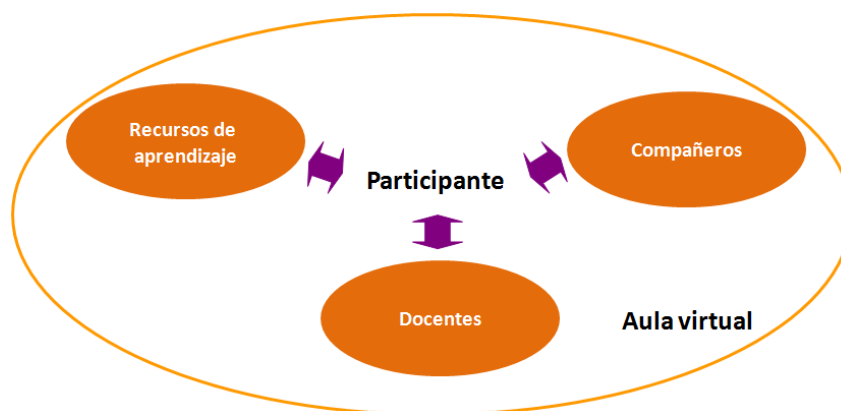 Recursos de
aprendizaje
Compañeros
Participante
Docentes
Aula virtual